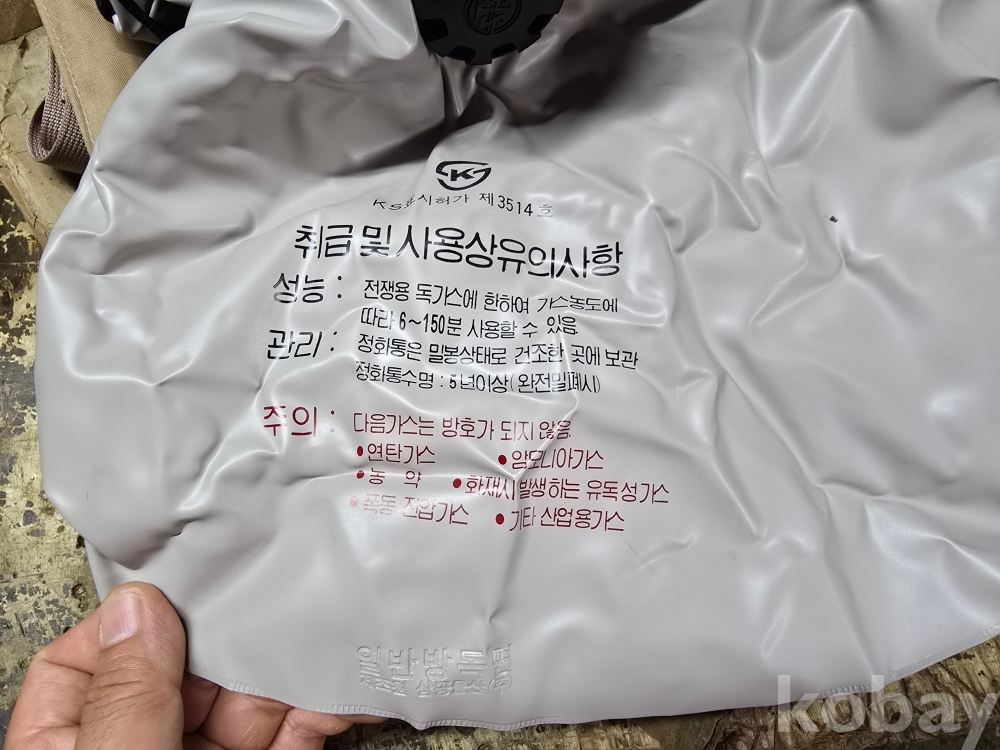 K
KS표시허가 제3514호
취급 및 사용상유의사항
성능 : 전쟁용 독가스에 한하여 가스농도에
따라 6~150분 사용할 수 있음
관리 : 정화통은 밀봉상태로 건조한 곳에 보관
정화통수명 : 5년이상(완전밀폐시)
주의 : 다음가스는 방호가 되지 않음
•연탄가스 •암모니아가스
•농 약 •화재시 발생하는 유독성가스
•폭동 진압가스 •기타 산업용가스
일반방독면
kobay